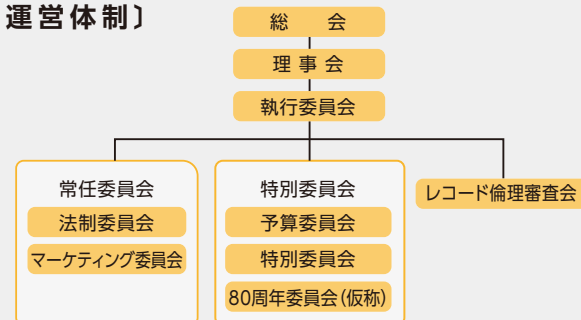 運営体制〕
総　会
理事会
執行委員会
常任委員会
法制委員会
マーケティング委員会
特別委員会
予算委員会
特別委員会
80周年委員会(仮称)
レコード倫理審査会